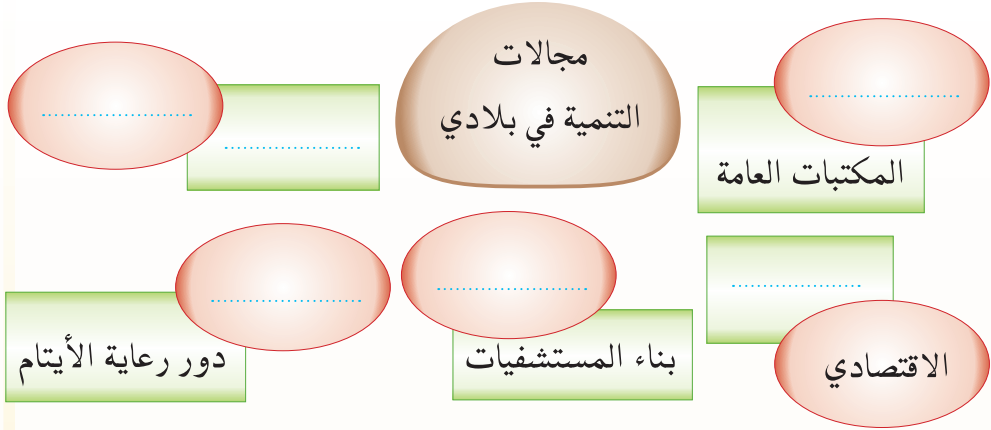 مجالات
التنمية في بلادي
المكتبات العامة
الاقتصادي
بناء المستشفيات
دور رعاية الأيتام